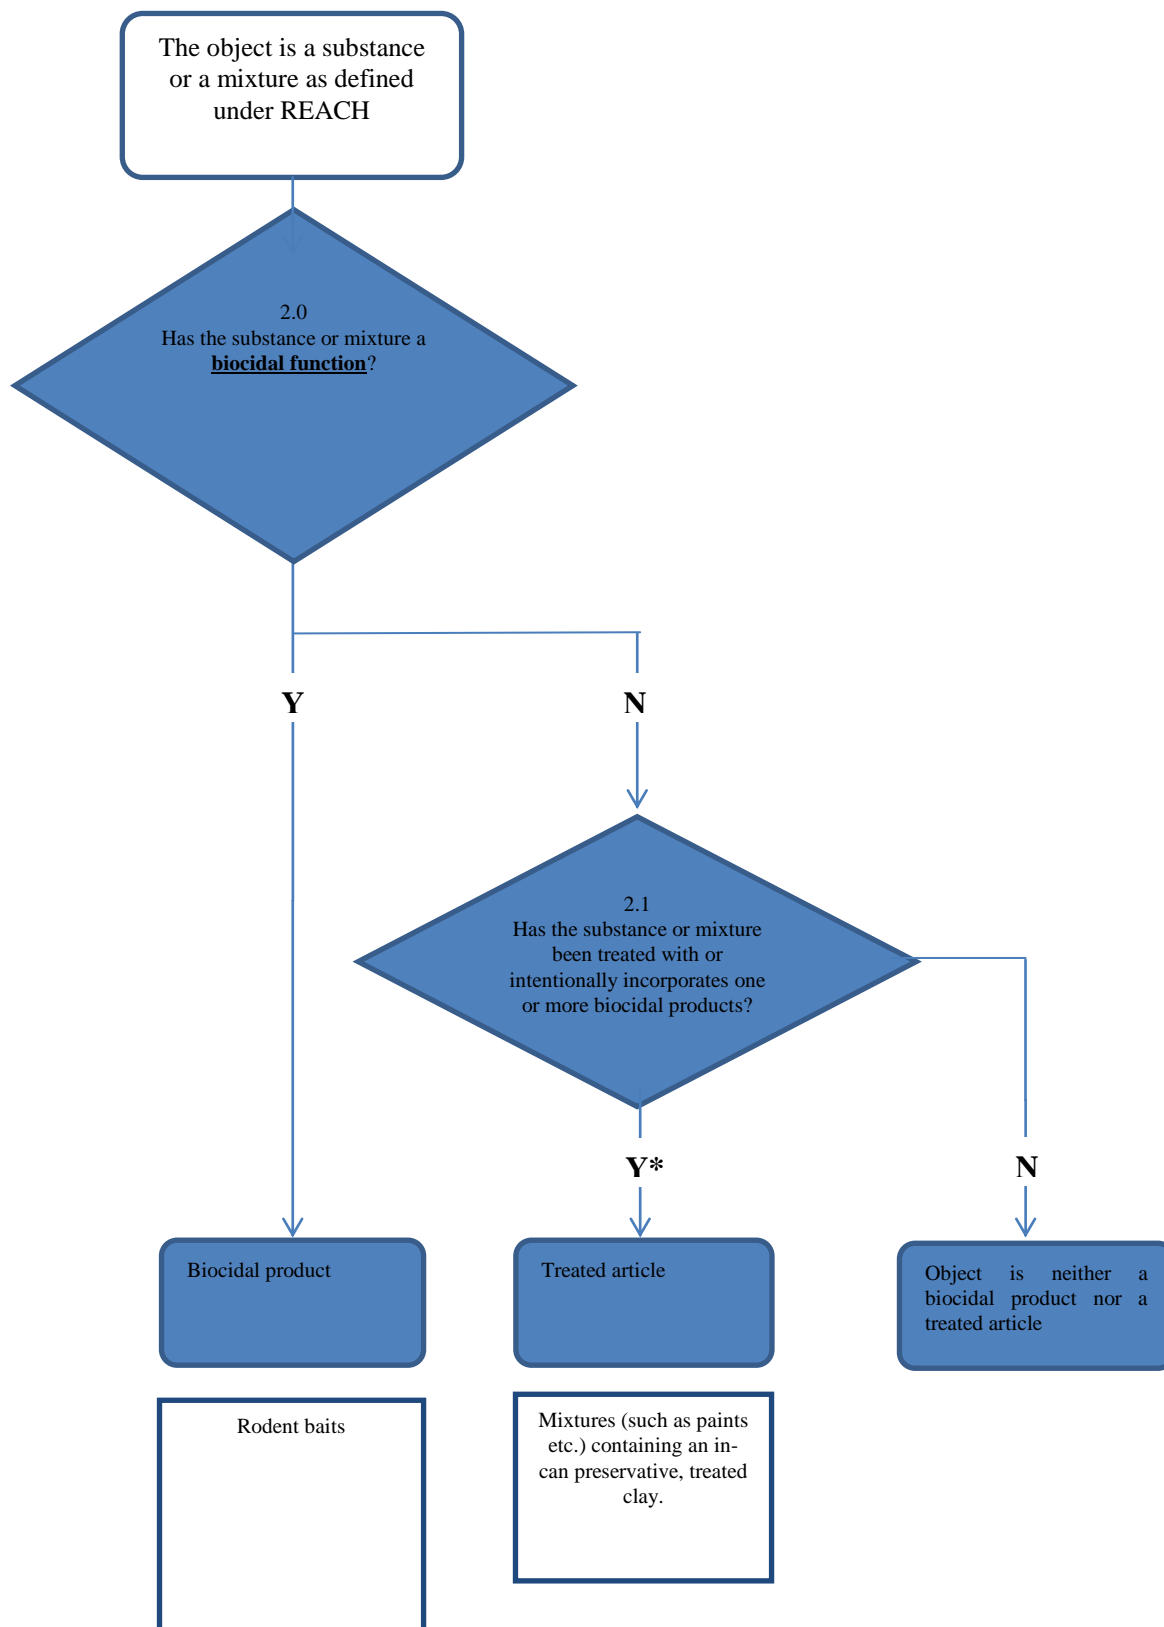 The object is a substance
or a mixture as defined
under REACH
2.0
Has the substance or mixture a
biocidal function?
Y
N
2.1
Has the substance or mixture
been treated with or
intentionally incorporates one
or more biocidal products?
Y*
N
Biocidal product
Treated article
Object is neither a
biocidal product nor a
treated article
Rodent baits
Mixtures (such as paints
etc.) containing an in-
can preservative, treated
clay.